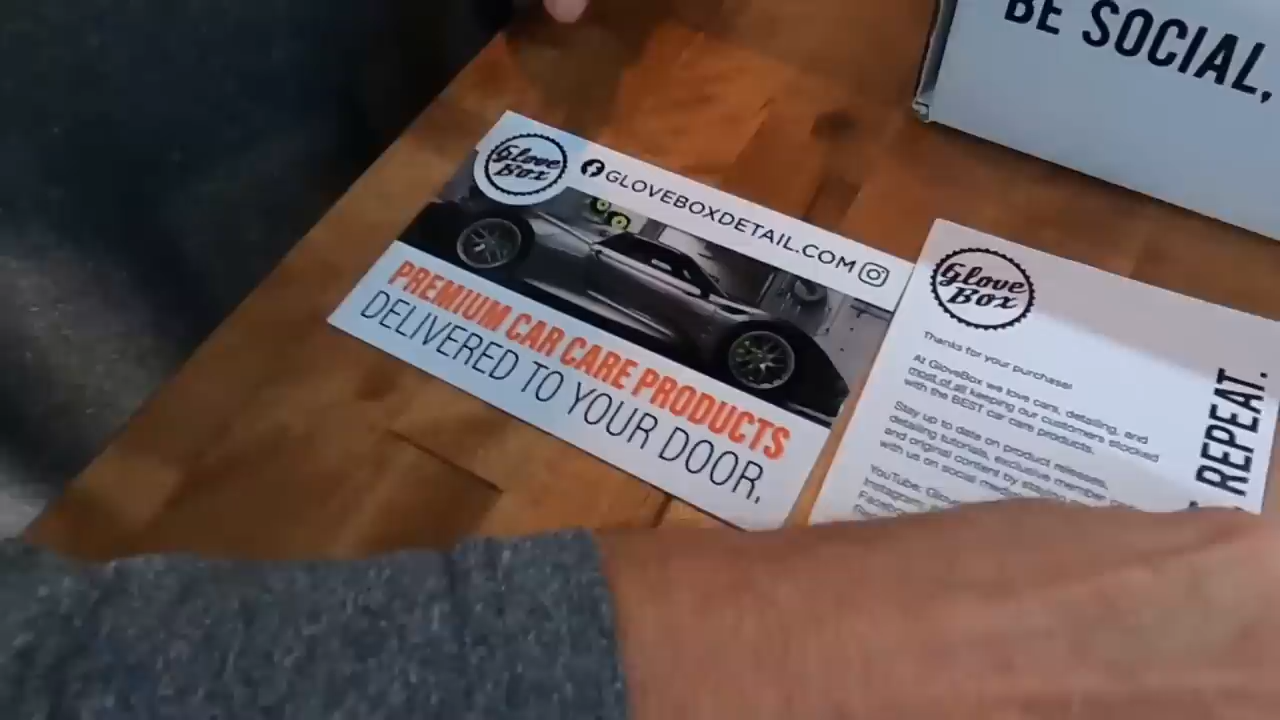 BE SOCIAL,
Glove
Box
GLOVEBOXDETAIL.COM
PREMIUM CAR CARE PRODUCTS
DELIVERED TO YOUR DOOR.
Glove
Box
Thanks for your purchase!
At GloveBox we love cars, detailing, and
most of all keeping our customers stocked
with the BEST car care products.
Stay up to date on product releases,
detailing tutorials, exclusive member
and original content by staying
with us on social
YouTube:
Instagram:
REPEAT.